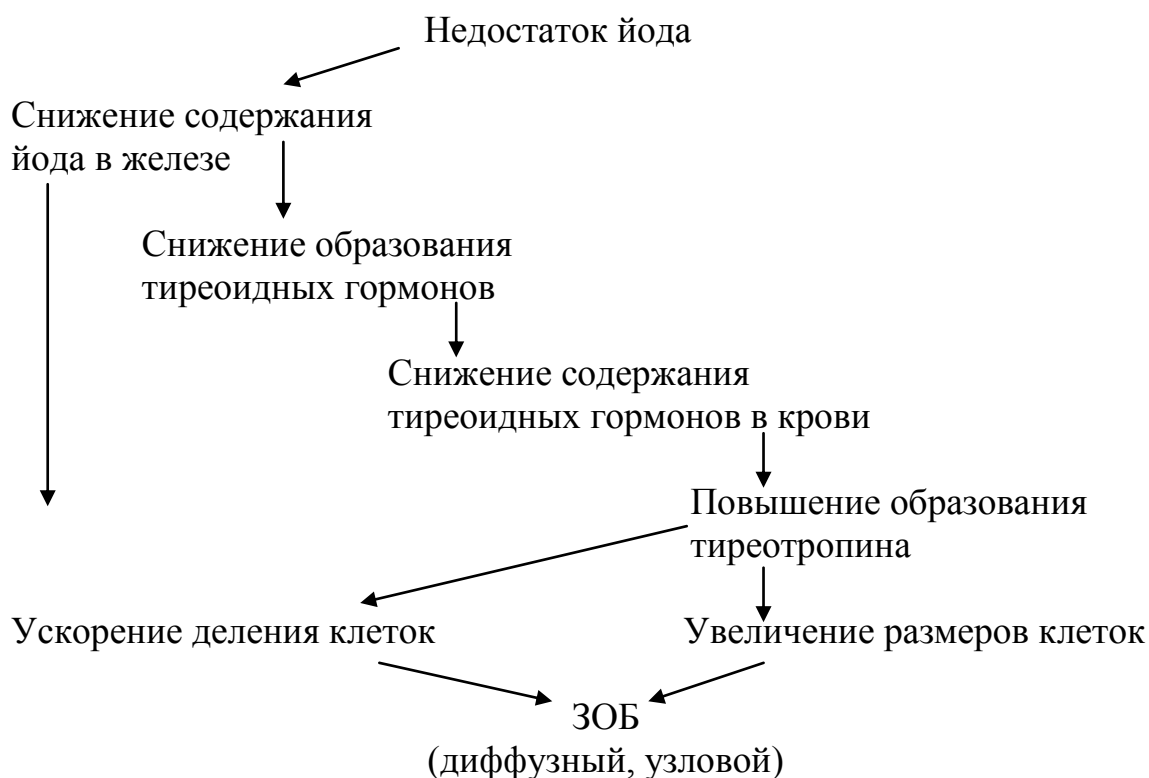 Недостаток йода
Снижение содержания
йода в железе
Снижение образования
тиреоидных гормонов
Снижение содержания
тиреоидных гормонов в крови
Повышение образования
тиреотропина
Ускорение деления клеток
Увеличение размеров клеток
ЗОБ
(диффузный, узловой)